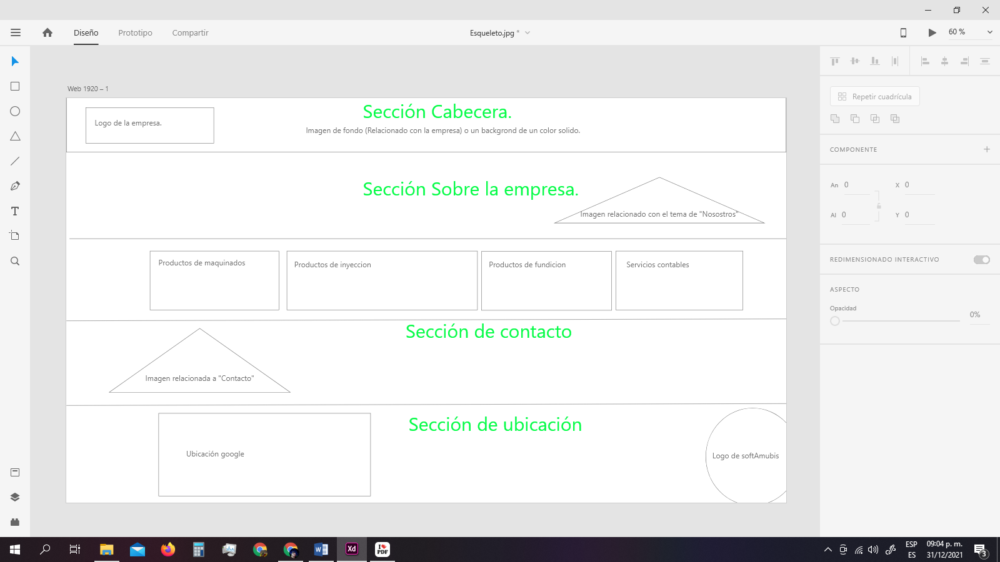 Diseño
Prototipo
Compartir
Esqueleto.jpg *
60 %
Web 1920 – 1
Sección Cabecera.
Logo de la empresa.
Imagen de fondo (Relacionado con la empresa) o un backgrond de un color solido.
Sección Sobre la empresa.
Imagen relacionado con el tema de "Nosostros"
Productos de maquinados
Productos de inyeccion
Productos de fundicion
Servicios contables
Sección de contacto
Imagen relacionada a "Contacto"
Sección de ubicación
Ubicación google
Logo de softAmubis
Repetir cuadrícula
COMPONENTE
An 0
X 0
Al 0
Y 0
REDIMENSIONADO INTERACTIVO
ASPECTO
Opacidad
0%
Xd
I
PDF
W
ESP
ES
09:04 p. m.
31/12/2021
3